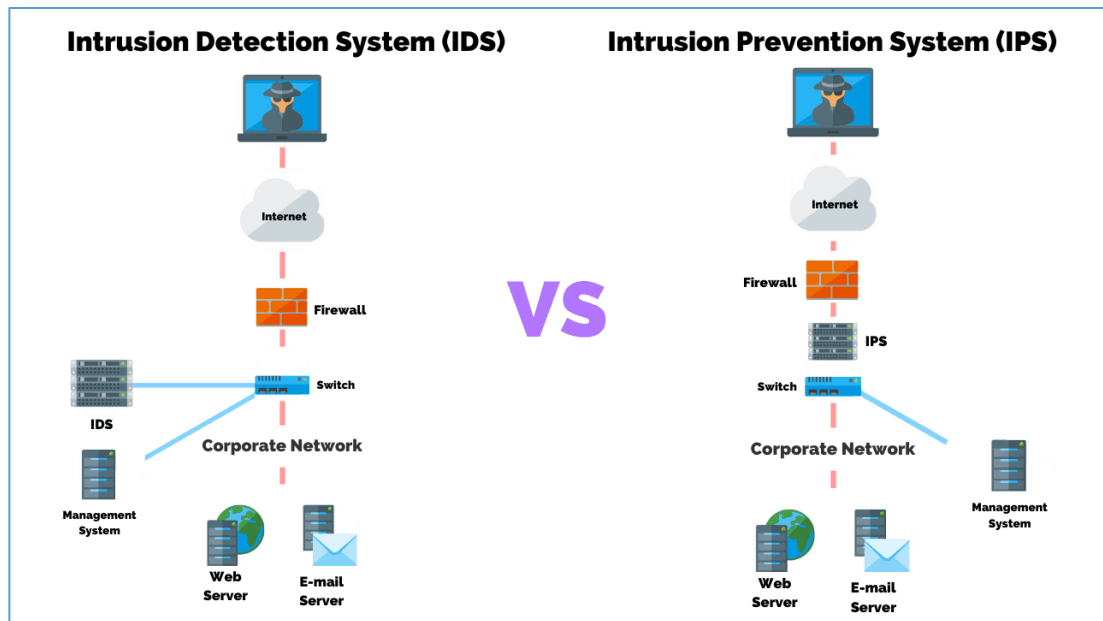 Intrusion Detection System (IDS)
Internet
Firewall
Switch
IDS
Corporate Network
Management
System
Web
Server
E-mail
Server
VS
Intrusion Prevention System (IPS)
Internet
Firewall
IPS
Switch
Corporate Network
Management
System
Web
Server
E-mail
Server